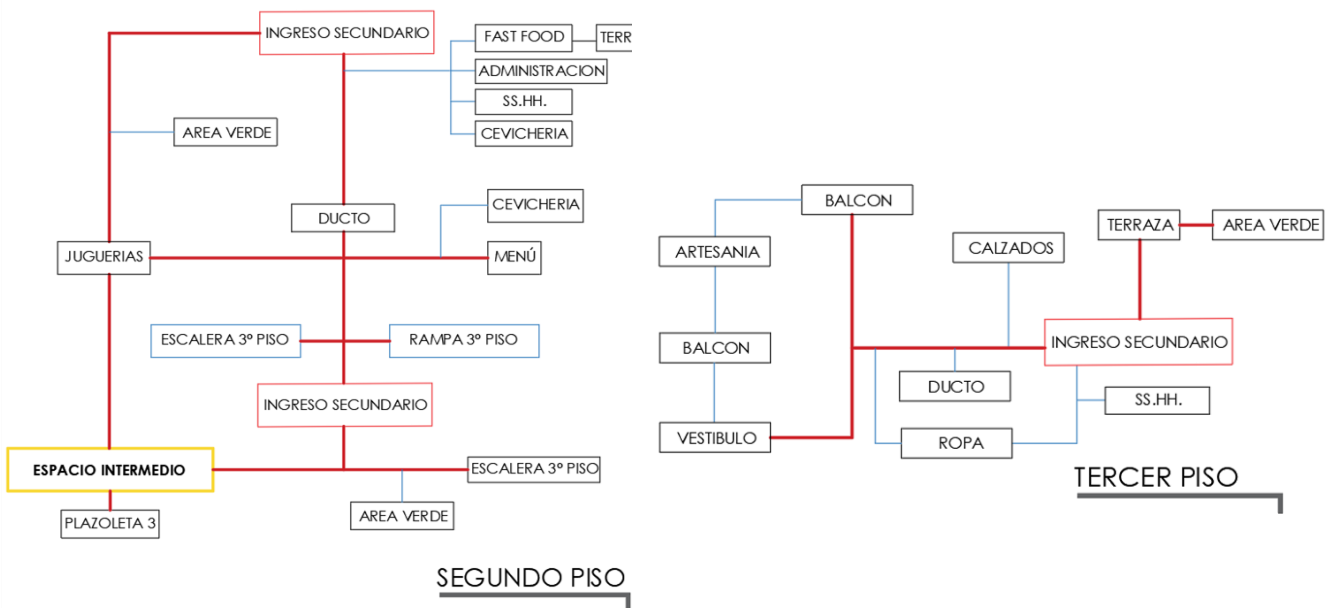 INGRESO SECUNDARIO
FAST FOOD
TERR
ADMINISTRACION
SS.HH.
AREA VERDE
CEVICHERIA
CEVICHERIA
DUCTO
JUGUERIAS
MENÚ
ESCALERA 3º PISO
RAMPA 3º PISO
INGRESO SECUNDARIO
ESPACIO INTERMEDIO
ESCALERA 3º PISO
PLAZOLETA 3
AREA VERDE
SEGUNDO PISO
BALCON
TERRAZA
AREA VERDE
ARTESANIA
CALZADOS
BALCON
INGRESO SECUNDARIO
DUCTO
SS.HH.
VESTIBULO
ROPA
TERCER PISO